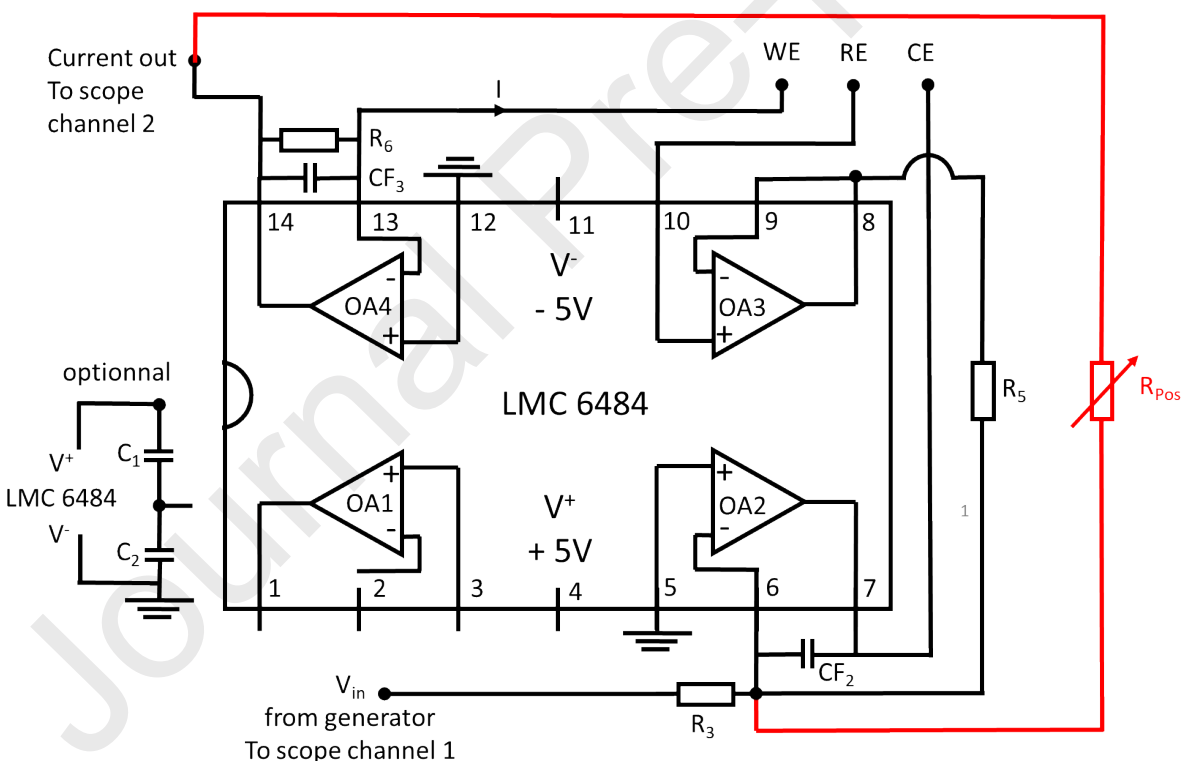 Current out
To scope
channel 2
WE
RE
CE
I
R6
CF3
14
13
12
11
10
9
8
V-
- 5V
-
OA4
+
-
OA3
+
optionnal
LMC 6484
R5
RPos
V+
C1
LMC 6484
V-
C2
+
OA1
-
V+
+ 5V
+
OA2
-
1
1
2
3
4
5
6
7
CF2
Vin
from generator
To scope channel 1
R3
Journal Pre-